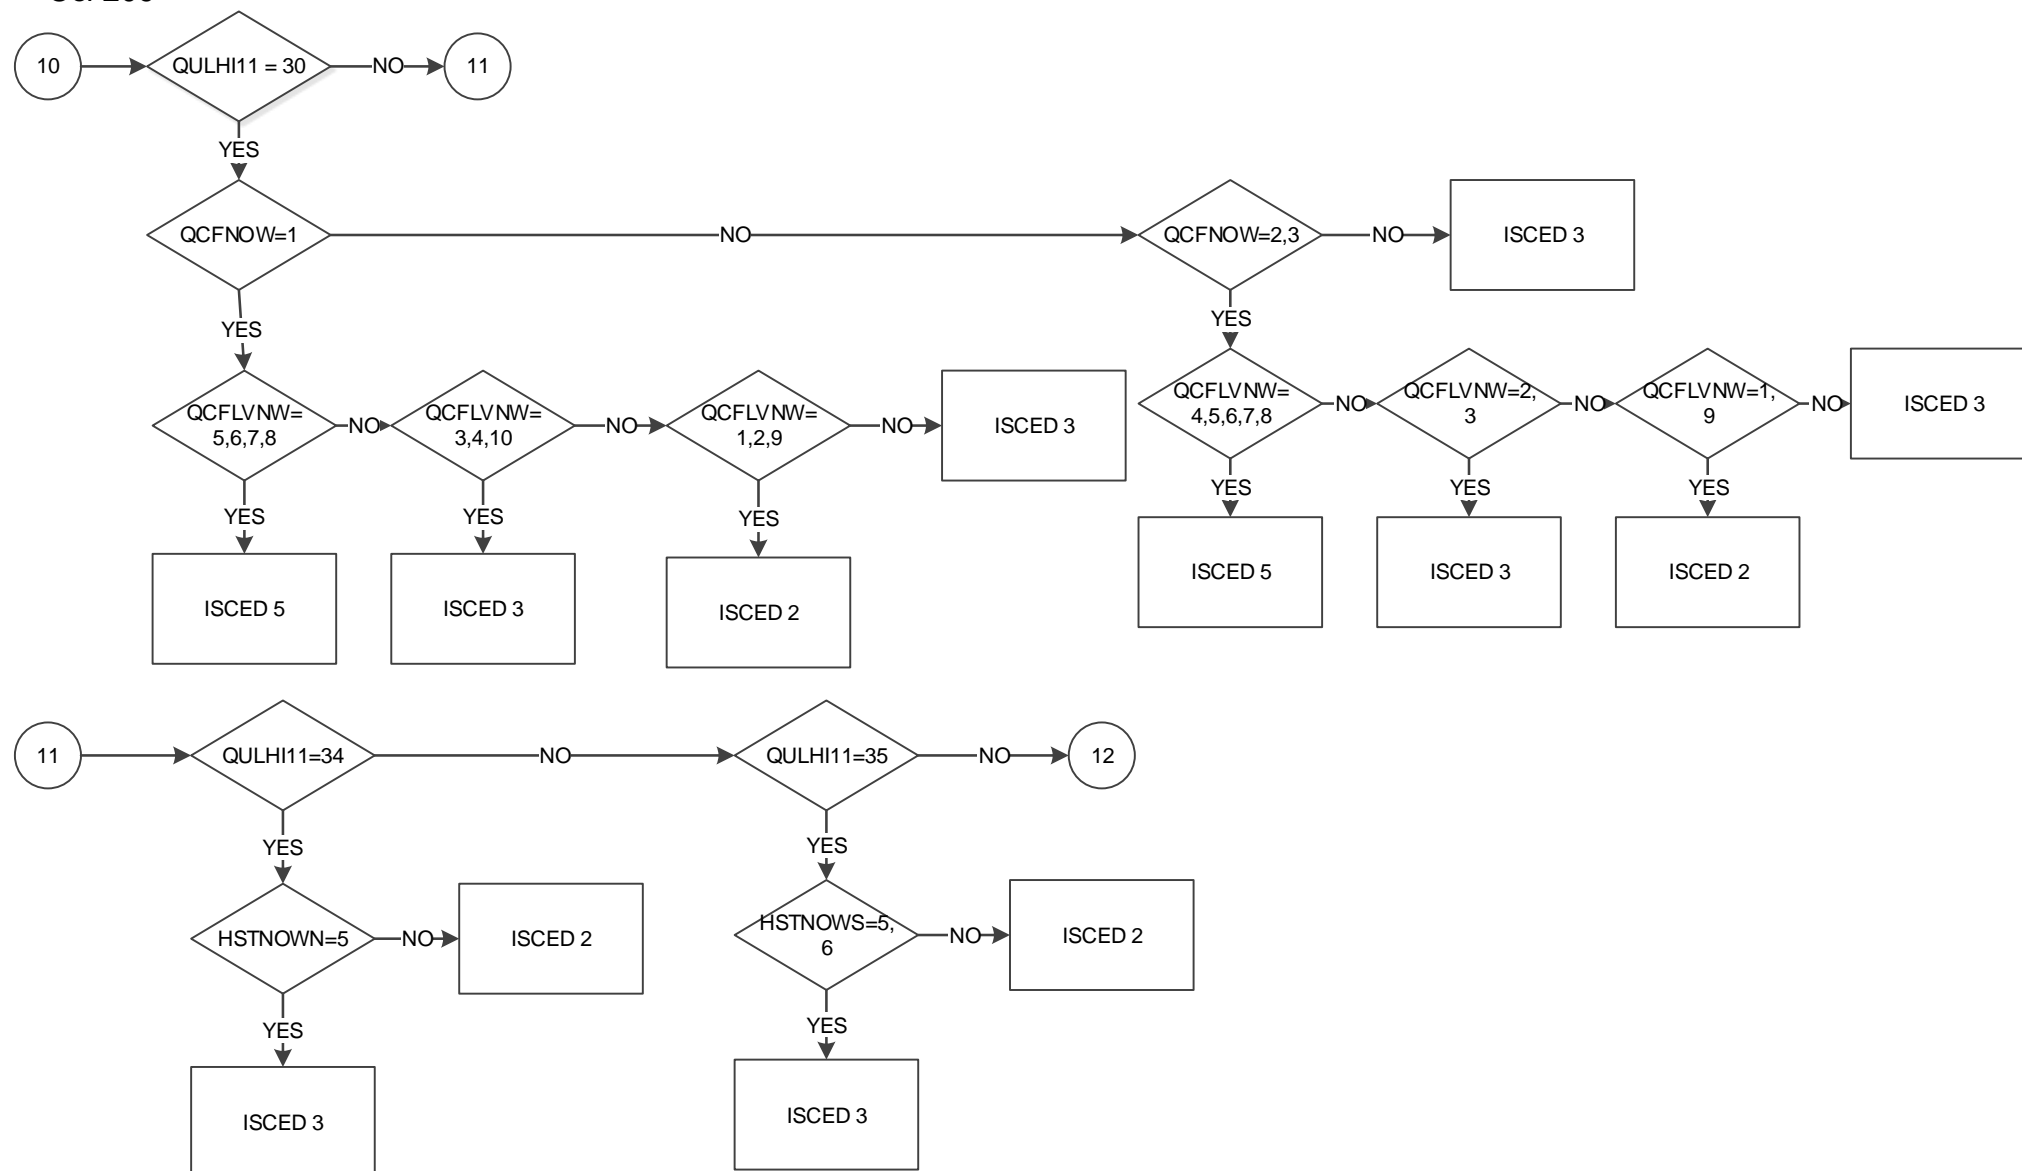 10
QULHI11 = 30
NO
11
YES
QCFNOW=1
NO
QCFNOW=2,3
NO
ISCED 3
YES
YES
QCFLVNW=
5,6,7,8
NO
QCFLVNW=
3,4,10
NO
QCFLVNW=
1,2,9
NO
ISCED 3
QCFLVNW=
4,5,6,7,8
NO
QCFLVNW=2,
3
NO
QCFLVNW=1,
9
NO
ISCED 3
YES
YES
YES
YES
YES
YES
ISCED 5
ISCED 3
ISCED 2
ISCED 5
ISCED 3
ISCED 2
11
QULHI11=34
NO
QULHI11=35
NO
12
YES
YES
HSTNOWN=5
NO
ISCED 2
HSTNOWS=5,
6
NO
ISCED 2
YES
YES
ISCED 3
ISCED 3